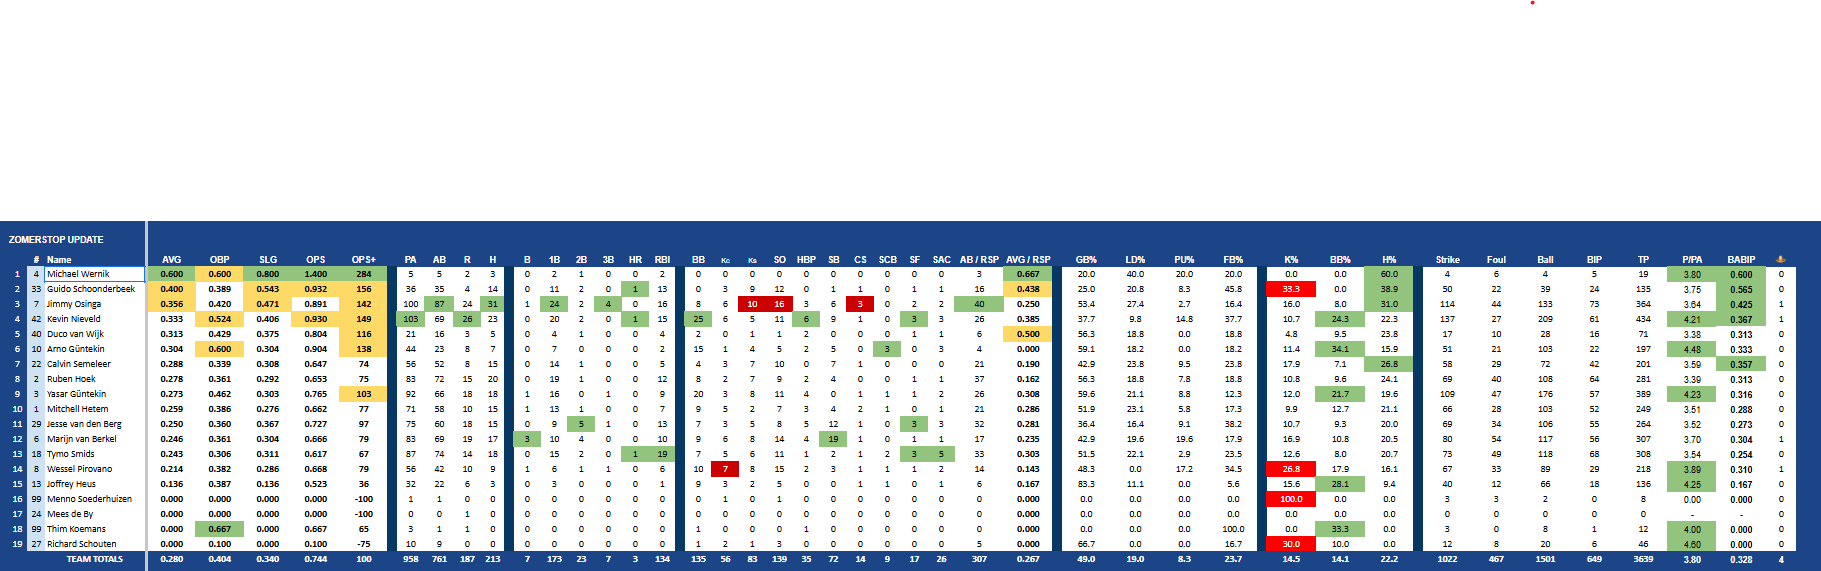 ZOMERSTOP UPDATE
# Name AVG OBP SLG OPS OPS+ PA AB R H B 1B 2B 3B HR RBI BB Kc Ks SO HBP SB CS SCB SF SAC AB / RSP AVG / RSP GB% LD% PU% FB% K% BB% H% Strike Foul Ball BIP TP P/PA BABIP
1 4 Michael Wernik 0.600 0.600 0.800 1.400 284 5 5 2 3 0 2 1 0 0 2 0 0 0 0 0 0 0 0 0 0 3 0.667 20.0 40.0 20.0 20.0 0.0 0.0 60.0 4 6 4 5 19 3.80 0.600 0
2 33 Guido Schoonderbeek 0.400 0.389 0.543 0.932 156 36 35 4 14 0 11 2 0 1 13 0 3 9 12 0 1 1 0 1 0 16 0.438 25.0 20.8 8.3 45.8 33.3 0.0 38.9 50 22 39 24 135 3.75 0.565 0
3 7 Jimmy Osinga 0.356 0.420 0.471 0.891 142 100 87 24 31 1 24 2 4 0 16 8 6 10 16 3 6 3 0 2 2 40 0.250 53.4 27.4 2.7 16.4 16.0 8.0 31.0 114 44 133 73 364 3.64 0.425 1
4 42 Kevin Nieveld 0.333 0.524 0.406 0.930 149 103 69 26 23 0 20 2 0 1 15 25 6 5 11 6 9 1 0 3 0 26 0.385 37.7 9.8 14.8 37.7 10.7 24.3 22.3 137 27 209 61 434 4.21 0.367 1
5 40 Duco van Wijk 0.313 0.429 0.375 0.804 116 21 16 3 5 0 4 1 0 0 4 2 0 1 1 2 0 0 0 1 1 6 0.500 56.3 18.8 0.0 18.8 4.8 9.5 23.8 17 10 28 16 71 3.38 0.313 0
6 10 Arno Güntekin 0.304 0.600 0.304 0.904 138 44 23 8 7 0 7 0 0 0 2 15 1 4 5 2 5 0 3 0 3 4 0.000 59.1 18.2 0.0 18.2 11.4 34.1 15.9 51 21 103 22 197 4.48 0.333 0
7 22 Calvin Semeleer 0.288 0.339 0.308 0.647 74 56 52 8 15 0 14 1 0 0 5 4 3 7 10 0 7 1 0 0 0 21 0.190 42.9 23.8 9.5 23.8 17.9 7.1 26.8 58 29 72 42 201 3.59 0.357 0
8 2 Ruben Hoek 0.278 0.361 0.292 0.653 75 83 72 15 20 0 19 1 0 0 12 8 2 7 9 2 4 0 0 1 1 37 0.162 56.3 18.8 7.8 18.8 10.8 9.6 24.1 69 40 108 64 281 3.39 0.313 0
9 3 Yasar Güntekin 0.273 0.462 0.303 0.765 103 92 66 18 18 1 16 0 1 0 9 20 3 8 11 4 0 1 1 1 2 26 0.308 59.6 21.1 8.8 12.3 12.0 21.7 19.6 109 47 176 57 389 4.23 0.316 0
10 1 Mitchell Hetem 0.259 0.386 0.276 0.662 77 71 58 10 15 1 13 1 0 0 7 9 5 2 7 3 4 2 1 0 1 21 0.286 51.9 23.1 5.8 17.3 9.9 12.7 21.1 66 28 103 52 249 3.51 0.288 0
11 29 Jesse van den Berg 0.250 0.360 0.367 0.727 97 75 60 18 15 0 9 5 1 0 13 7 3 5 8 5 12 0 0 3 3 32 0.281 36.4 16.4 9.1 38.2 10.7 9.3 20.0 69 34 106 55 264 3.52 0.273 0
12 6 Marijn van Berkel 0.246 0.361 0.304 0.666 79 83 69 19 17 3 10 4 0 0 10 9 6 8 14 4 19 1 0 1 1 17 0.235 42.9 19.6 19.6 17.9 16.9 10.8 20.5 80 54 117 56 307 3.70 0.304 1
13 18 Tymo Smids 0.243 0.306 0.311 0.617 67 87 74 14 18 0 15 2 0 1 19 7 5 6 11 1 3 1 0 3 5 33 0.303 51.5 22.1 2.9 23.5 12.6 8.0 20.7 73 49 118 68 308 3.54 0.254 0
14 8 Wessel Pirovano 0.214 0.382 0.286 0.668 79 56 42 10 9 1 6 1 1 0 6 10 7 8 15 2 3 1 1 1 2 14 0.143 48.3 0.0 17.2 34.5 26.8 17.9 16.1 67 33 89 29 218 3.89 0.310 1
15 13 Joffrey Heus 0.136 0.387 0.136 0.523 36 32 22 6 3 0 3 0 0 0 1 9 3 2 5 0 0 1 1 0 1 6 0.167 83.3 11.1 0.0 5.6 15.6 28.1 9.4 40 12 66 18 136 4.25 0.167 0
16 99 Menno Soederhuizen 0.000 0.000 0.000 0.000 -100 1 1 0 0 0 0 0 0 0 0 0 0 1 1 0 0 0 0 0 0 0 0.000 0.0 0.0 0.0 0.0 100.0 0.0 0.0 3 3 2 0 8 0.00 0.000 0
17 24 Mees de By 0.000 0.000 0.000 0.000 -100 0 0 1 0 0 0 0 0 0 0 0 0 0 0 0 0 0 0 0 0 0 0.000 0.0 0.0 0.0 0.0 0.0 0.0 0.0 - - 0
18 99 Thim Koemans 0.000 0.667 0.000 0.667 65 3 1 1 0 0 0 0 0 0 0 1 0 0 0 1 0 0 0 0 0 0 0.000 0.0 0.0 0.0 100.0 0.0 33.3 0.0 3 0 8 1 12 4.00 0.000 0
19 27 Richard Schouten 0.000 0.100 0.000 0.100 -75 10 9 0 0 0 0 0 0 0 0 1 2 1 3 0 0 0 0 0 0 5 0.000 66.7 0.0 0.0 16.7 30.0 10.0 0.0 12 8 20 6 46 4.60 0.000 0
TEAM TOTALS 0.280 0.404 0.340 0.744 100 958 761 187 213 7 173 23 7 3 134 135 56 83 139 35 72 14 9 17 26 307 0.267 49.0 19.0 8.3 23.7 14.5 14.1 22.2 1022 467 1501 649 3639 3.80 0.328 4